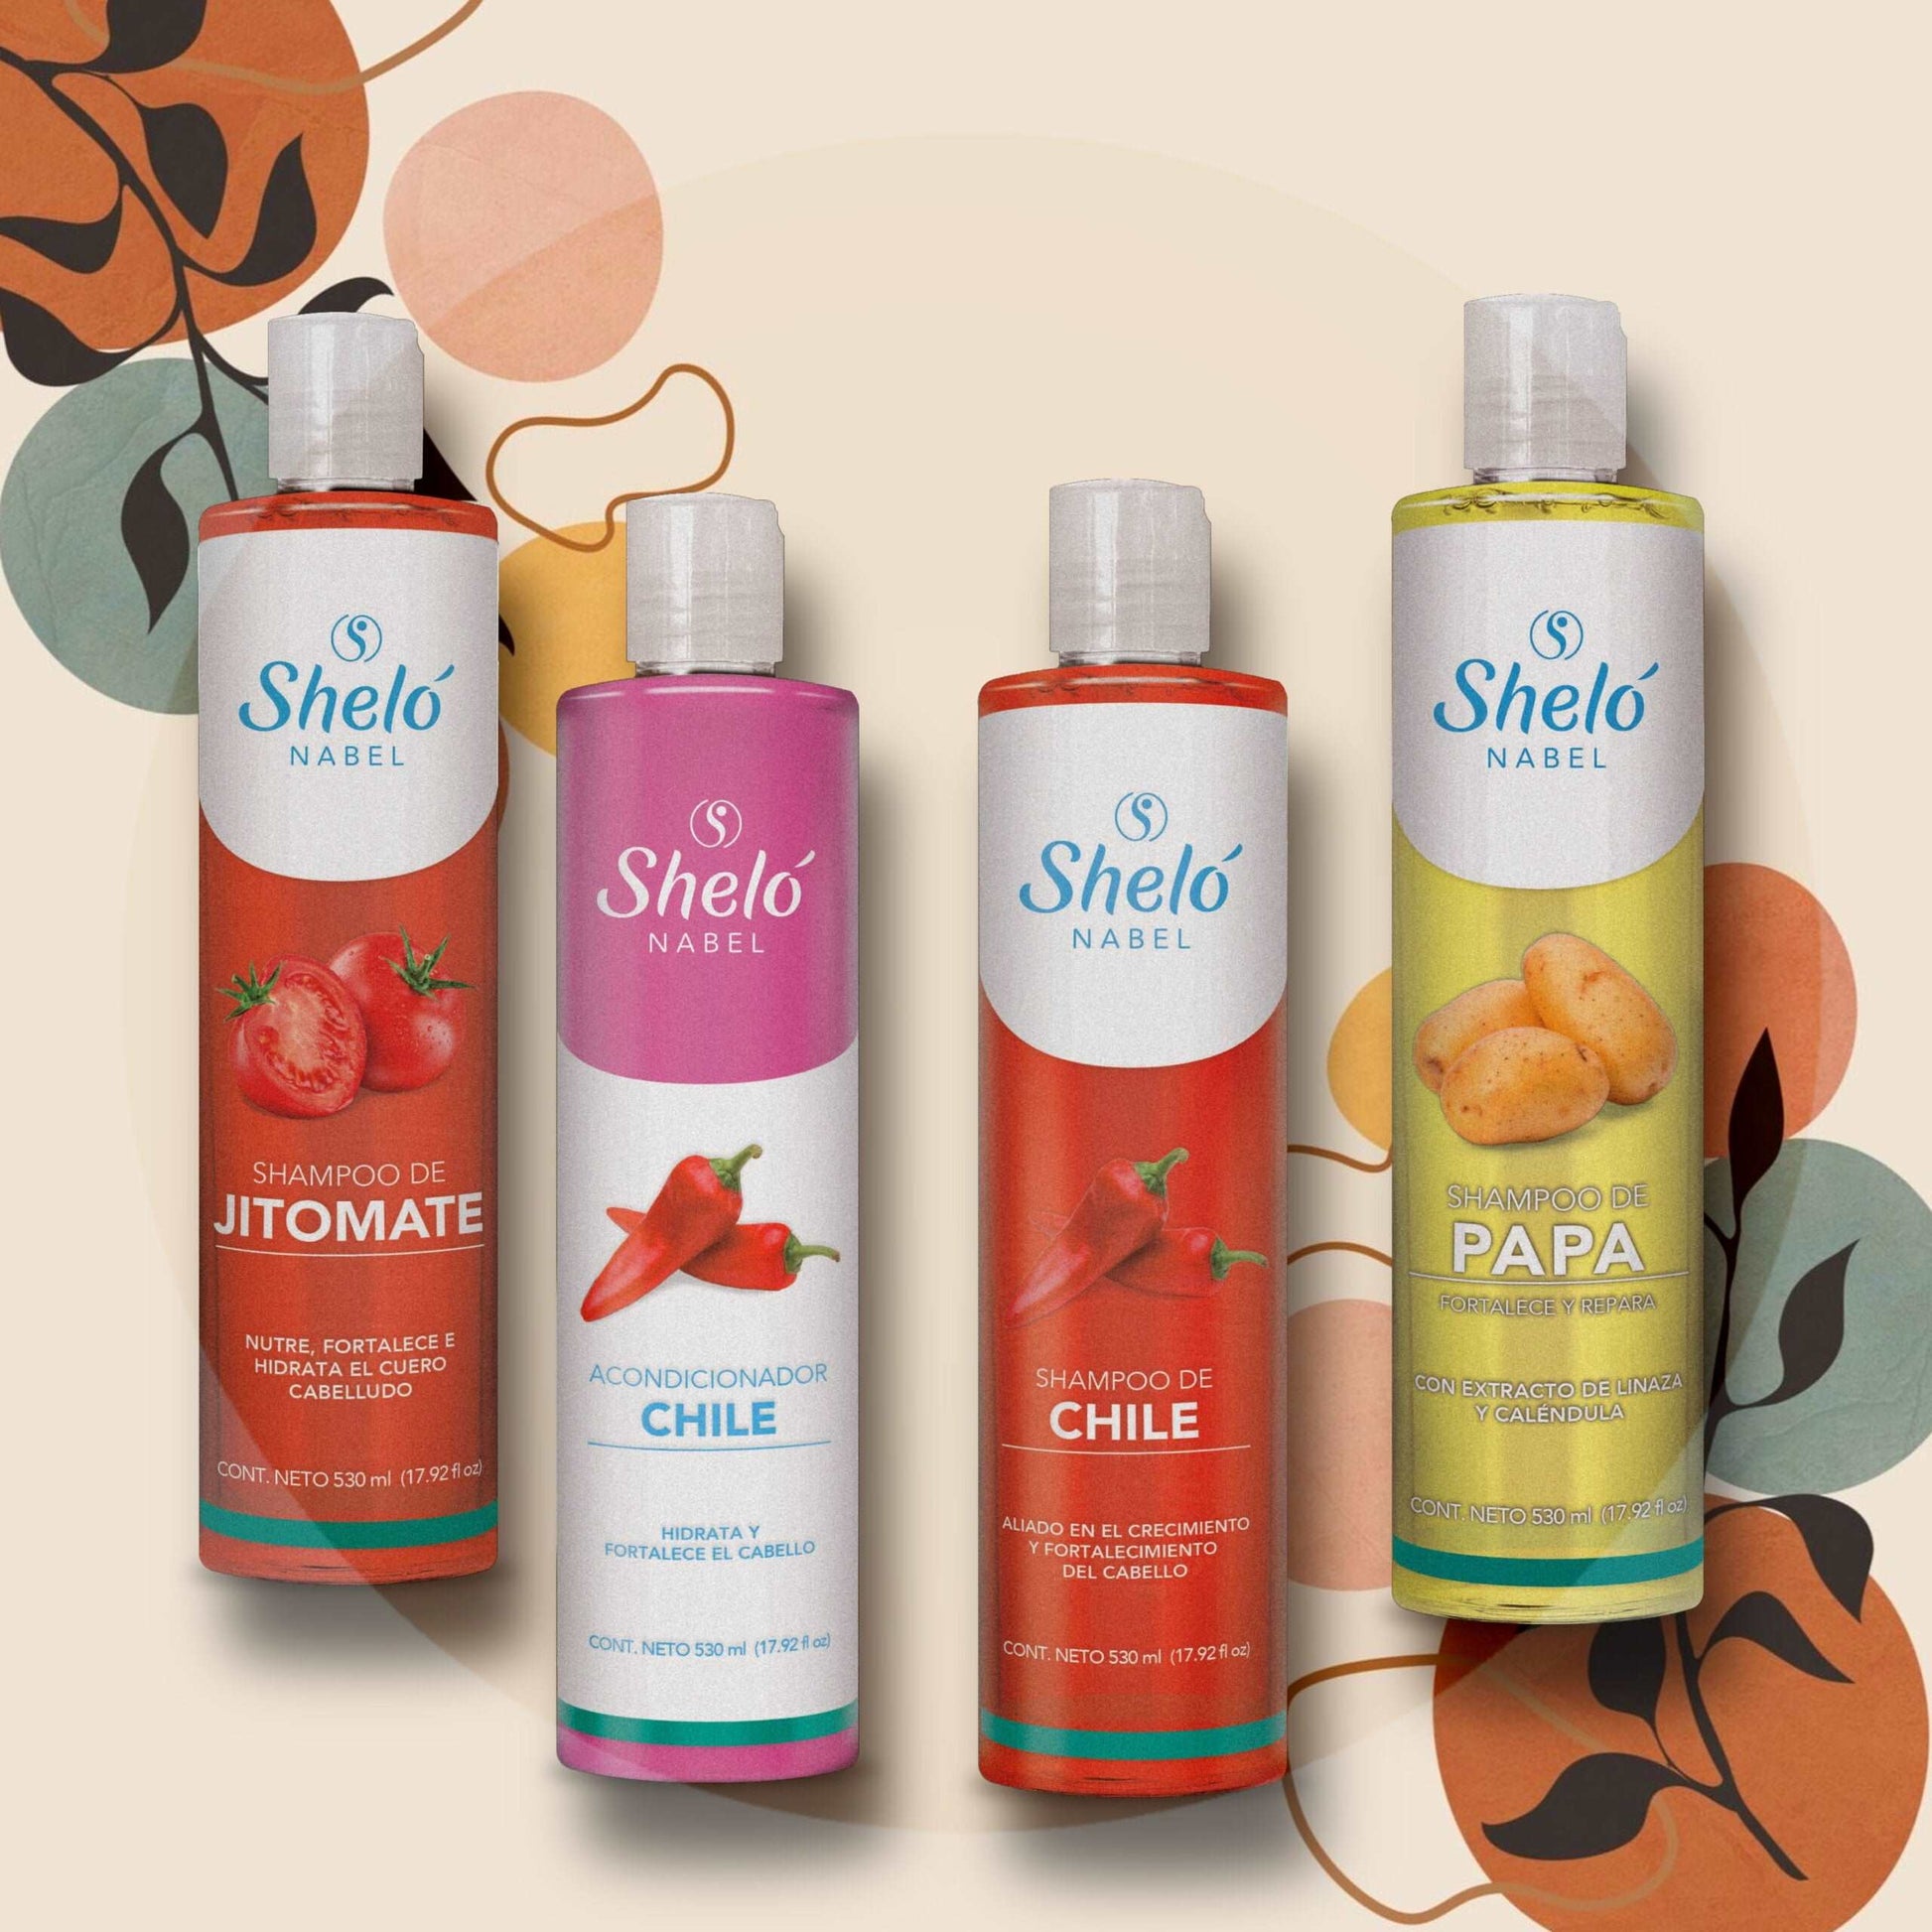 Sheló
NABEL
SHAMPOO DE
JITOMATE
NUTRE, FORTALECE E
HIDRATA EL CUERO
CABELLUDO
CONT. NETO 530 ml (17.92 fl oz)
Sheló
NABEL
ACONDICIONADOR
CHILE
HIDRATA Y
FORTALECE EL CABELLO
CONT. NETO 530 ml (17.92 fl oz)
Sheló
NABEL
SHAMPOO DE
CHILE
ALIADO EN EL CRECIMIENTO
Y FORTALECIMIENTO
DEL CABELLO
CONT. NETO 530 ml (17.92 fl oz)
Sheló
NABEL
SHAMPOO DE
PAPA
FORTALECE Y REPARA
CON EXTRACTO DE LINAZA
Y CALÉNDULA
CONT. NETO 530 ml (17.92 fl oz)